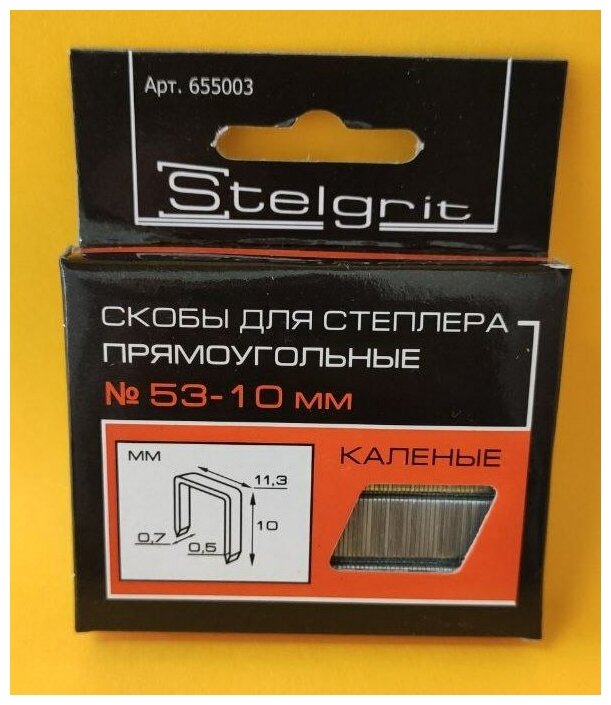 Арт. 655003
Stelgrit
СКОБЫ ДЛЯ СТЕПЛЕРА
ПРЯМОУГОЛЬНЫЕ
№ 53-10 мм
КАЛЕНЫЕ
мм
11,3
10
0,7
0,5